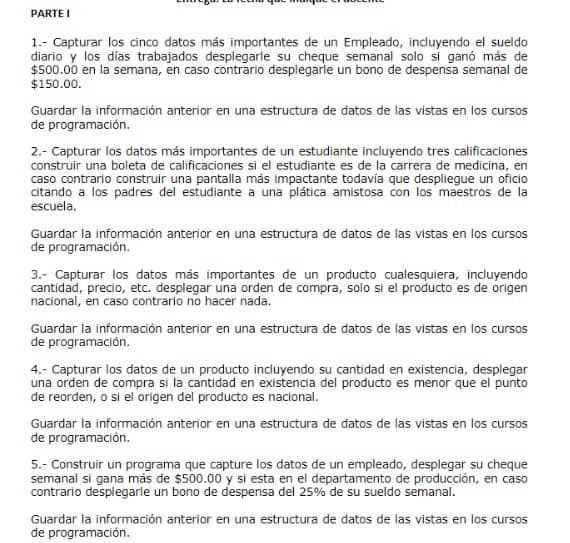 PARTE I
1.- Capturar los cinco datos más importantes de un Empleado, incluyendo el sueldo
diario y los días trabajados desplegarle su cheque semanal solo si ganó más de
$500.00 en la semana, en caso contrario desplegarle un bono de despensa semanal de
$150.00.
Guardar la información anterior en una estructura de datos de las vistas en los cursos
de programación.
2.- Capturar los datos más importantes de un estudiante incluyendo tres calificaciones
construir una boleta de calificaciones si el estudiante es de la carrera de medicina, en
caso contrario construir una pantalla más impactante todavía que despliegue un oficio
citando a los padres del estudiante a una plática amistosa con los maestros de la
escuela.
Guardar la información anterior en una estructura de datos de las vistas en los cursos
de programación.
3.- Capturar los datos más importantes de un producto cualesquiera, incluyendo
cantidad, precio, etc. desplegar una orden de compra, solo si el producto es de origen
nacional, en caso contrario no hacer nada.
Guardar la información anterior en una estructura de datos de las vistas en los cursos
de programación.
4.- Capturar los datos de un producto incluyendo su cantidad en existencia, desplegar
una orden de compra si la cantidad en existencia del producto es menor que el punto
de reorden, o si el origen del producto es nacional.
Guardar la información anterior en una estructura de datos de las vistas en los cursos
de programación.
5.- Construir un programa que capture los datos de un empleado, desplegar su cheque
semanal si gana más de $500.00 y si esta en el departamento de producción, en caso
contrario desplegarle un bono de despensa del 25% de su sueldo semanal.
Guardar la información anterior en una estructura de datos de las vistas en los cursos
de programación.